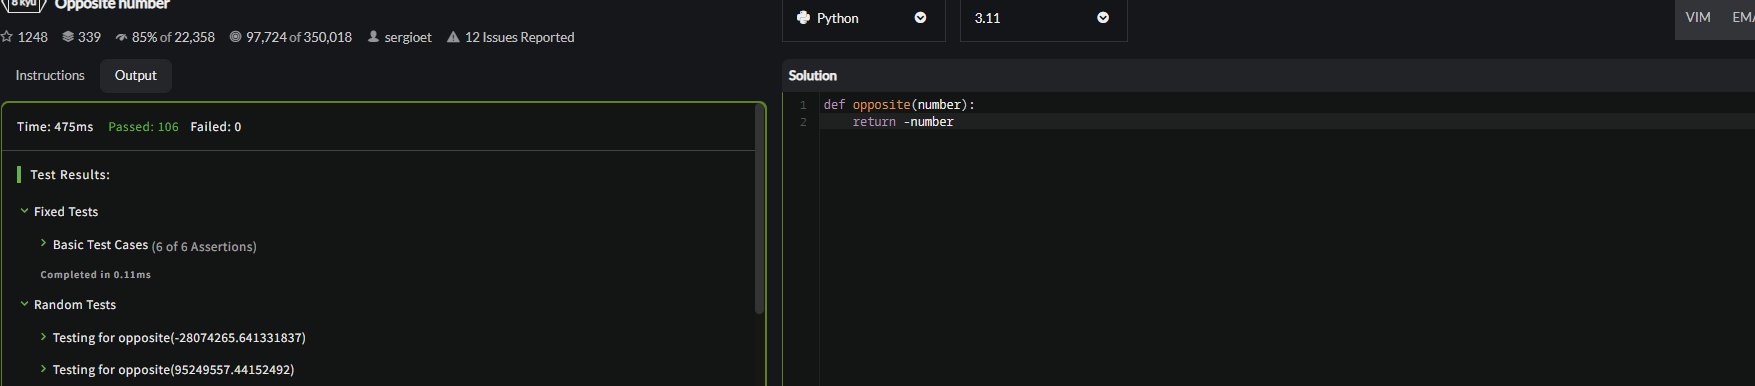 8 kyu Opposite number
1248 339 85% of 22,358 97,724 of 350,018 sergioet 12 Issues Reported
Instructions Output
Time: 475ms Passed: 106 Failed: 0
Test Results:
Fixed Tests
Basic Test Cases (6 of 6 Assertions)
Completed in 0.11ms
Random Tests
Testing for opposite(-28074265.641331837)
Testing for opposite(95249557.44152492)
Python 3.11
VIM
Solution
1 def opposite(number):
2 return -number